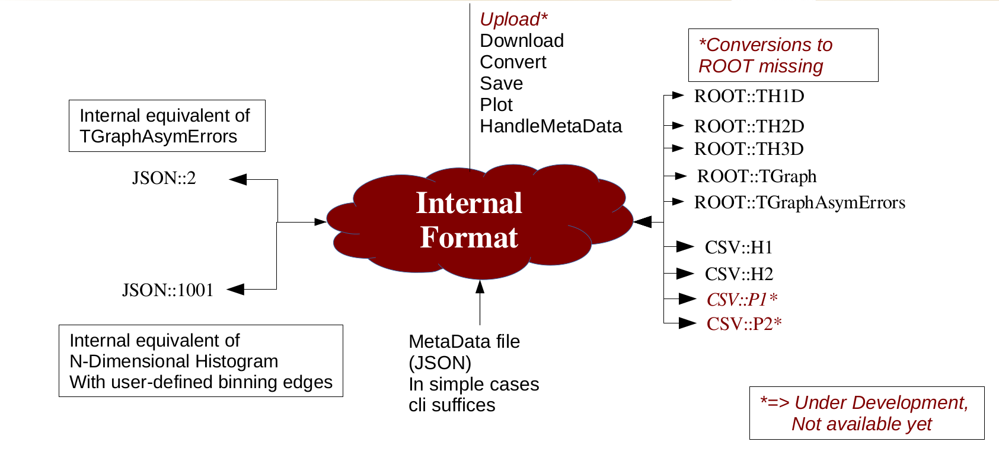 Upload*
Download
Convert
Save
Plot
HandleMetaData
*Conversions to
ROOT missing
Internal equivalent of
TGraphAsymErrors
JSON::2
JSON::1001
Internal equivalent of
N-Dimensional Histogram
With user-defined binning edges
Internal
Format
MetaData file
(JSON)
In simple cases
cli suffices
ROOT::TH1D
ROOT::TH2D
ROOT::TH3D
ROOT::TGraph
ROOT::TGraphAsymErrors
CSV::H1
CSV::H2
CSV::P1*
CSV::P2*
*=> Under Development,
Not available yet